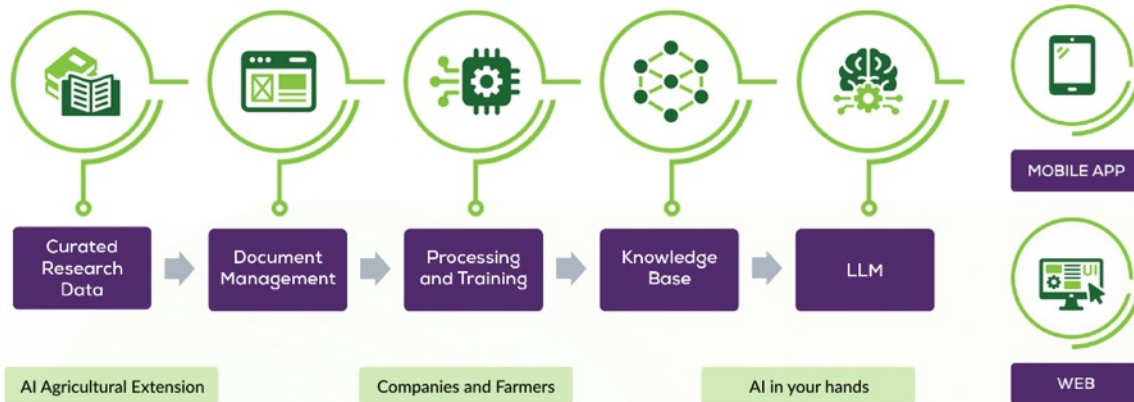 Curated
Research
Data
Document
Management
Processing
and Training
Knowledge
Base
LLM
MOBILE APP
UI
WEB
AI Agricultural Extension
Companies and Farmers
AI in your hands